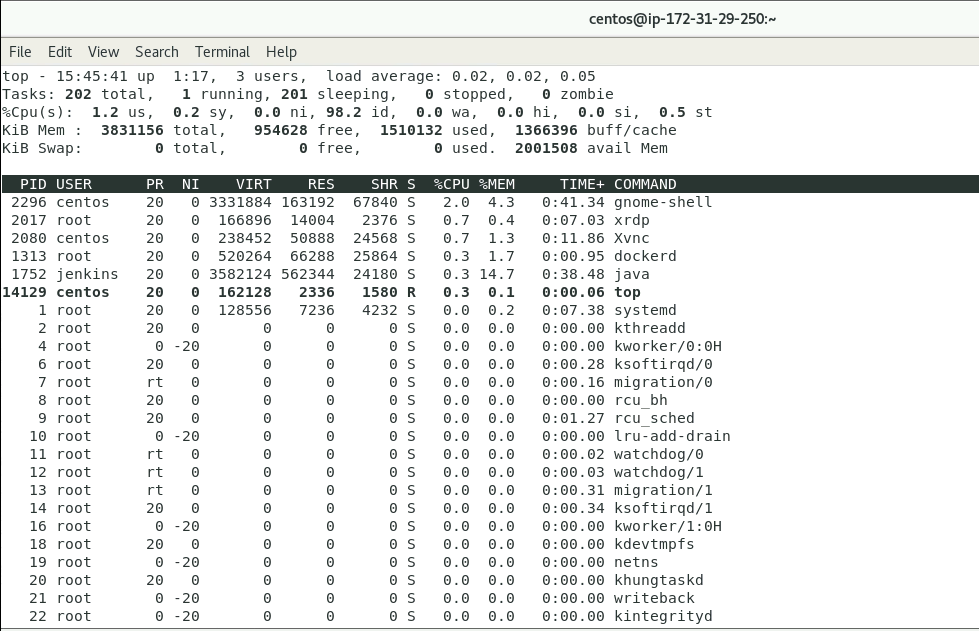 centos@ip-172-31-29-250:~
File Edit View Search Terminal Help
top - 15:45:41 up  1:17,  3 users,  load average: 0.02, 0.02, 0.05
Tasks: 202 total,   1 running, 201 sleeping,   0 stopped,   0 zombie
%Cpu(s):  1.2 us,  0.2 sy,  0.0 ni, 98.2 id,  0.0 wa,  0.0 hi,  0.0 si,  0.5 st
KiB Mem :  3831156 total,   954628 free,  1510132 used,  1366396 buff/cache
KiB Swap:        0 total,        0 free,        0 used.  2001508 avail Mem
  PID USER      PR  NI    VIRT    RES    SHR S  %CPU %MEM     TIME+ COMMAND
 2296 centos    20   0 3331884 163192  67840 S   2.0  4.3   0:41.34 gnome-shell
 2017 root      20   0  166896  14004   2376 S   0.7  0.4   0:07.03 xrdp
 2080 centos    20   0  238452  50888  24568 S   0.7  1.3   0:11.86 Xvnc
 1313 root      20   0  520264  66288  25864 S   0.3  1.7   0:00.95 dockerd
 1752 jenkins   20   0 3582124 562344  24180 S   0.3 14.7   0:38.48 java
14129 centos    20   0  162128   2336   1580 R   0.3  0.1   0:00.06 top
    1 root      20   0  128556   7236   4232 S   0.0  0.2   0:07.38 systemd
    2 root      20   0       0      0      0 S   0.0  0.0   0:00.00 kthreadd
    4 root       0 -20       0      0      0 S   0.0  0.0   0:00.00 kworker/0:0H
    6 root      20   0       0      0      0 S   0.0  0.0   0:00.28 ksoftirqd/0
    7 root      rt   0       0      0      0 S   0.0  0.0   0:00.16 migration/0
    8 root      20   0       0      0      0 S   0.0  0.0   0:00.00 rcu_bh
    9 root      20   0       0      0      0 S   0.0  0.0   0:01.27 rcu_sched
   10 root       0 -20       0      0      0 S   0.0  0.0   0:00.00 lru-add-drain
   11 root      rt   0       0      0      0 S   0.0  0.0   0:00.02 watchdog/0
   12 root      rt   0       0      0      0 S   0.0  0.0   0:00.03 watchdog/1
   13 root      rt   0       0      0      0 S   0.0  0.0   0:00.31 migration/1
   14 root      20   0       0      0      0 S   0.0  0.0   0:00.34 ksoftirqd/1
   16 root       0 -20       0      0      0 S   0.0  0.0   0:00.00 kworker/1:0H
   18 root      20   0       0      0      0 S   0.0  0.0   0:00.00 kdevtmpfs
   19 root       0 -20       0      0      0 S   0.0  0.0   0:00.00 netns
   20 root      20   0       0      0      0 S   0.0  0.0   0:00.00 khungtaskd
   21 root       0 -20       0      0      0 S   0.0  0.0   0:00.00 writeback
   22 root       0 -20       0      0      0 S   0.0  0.0   0:00.00 kintegrityd